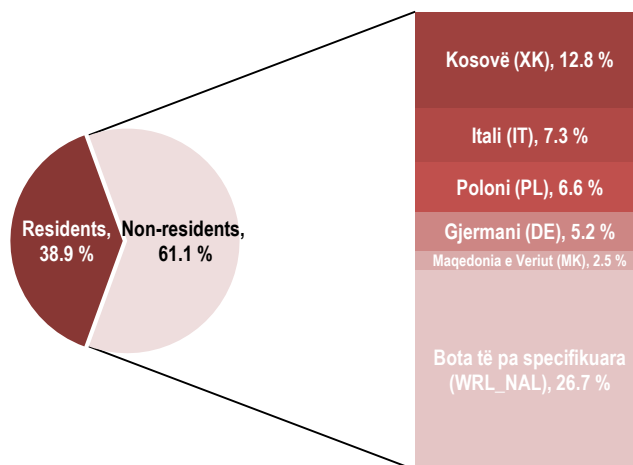 Residents,
38.9 %
Non-residents,
61.1 %
Kosovë (XK), 12.8 %
Itali (IT), 7.3 %
Poloni (PL), 6.6 %
Gjermani (DE), 5.2 %
Maqedonia e Veriut (MK), 2.5 %
Bota të pa specifikuara
(WRL_NAL), 26.7 %